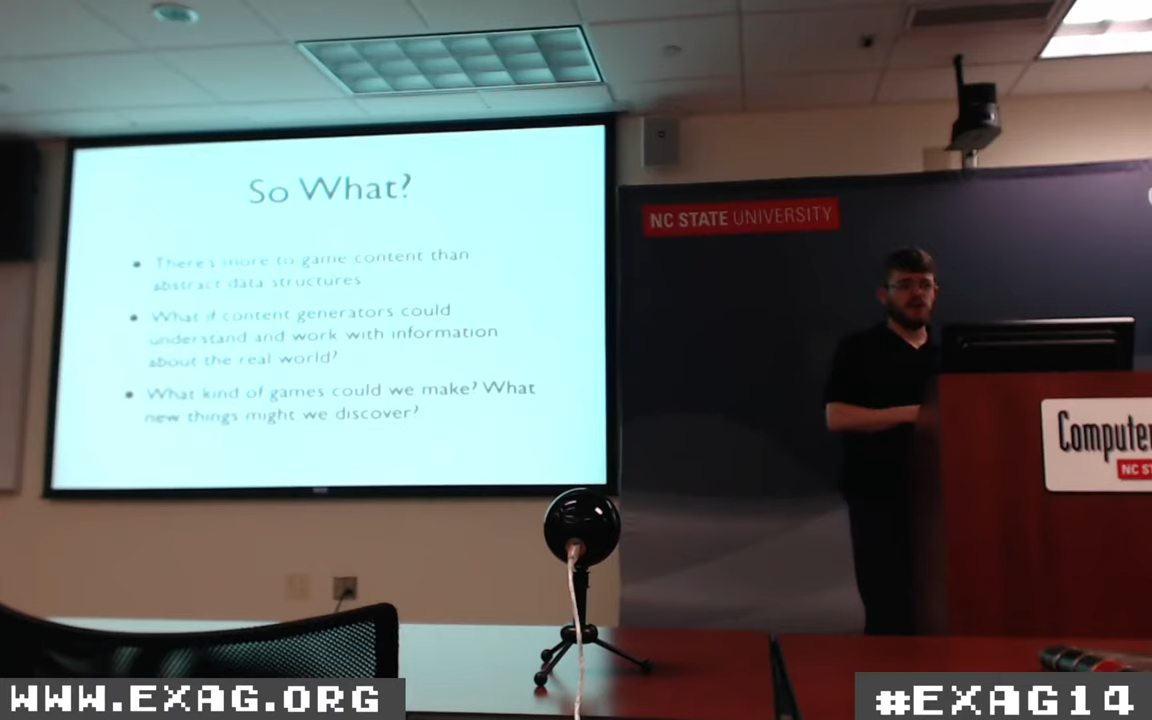 So What?
• There's more to game content than
abstract data structures
• What if content generators could
understand and work with information
about the real world?
• What kind of games could we make? What
new things might we discover?
NC STATE UNIVERSITY
Computer
NC ST
WWW.EXAG.ORG
#EXAG14